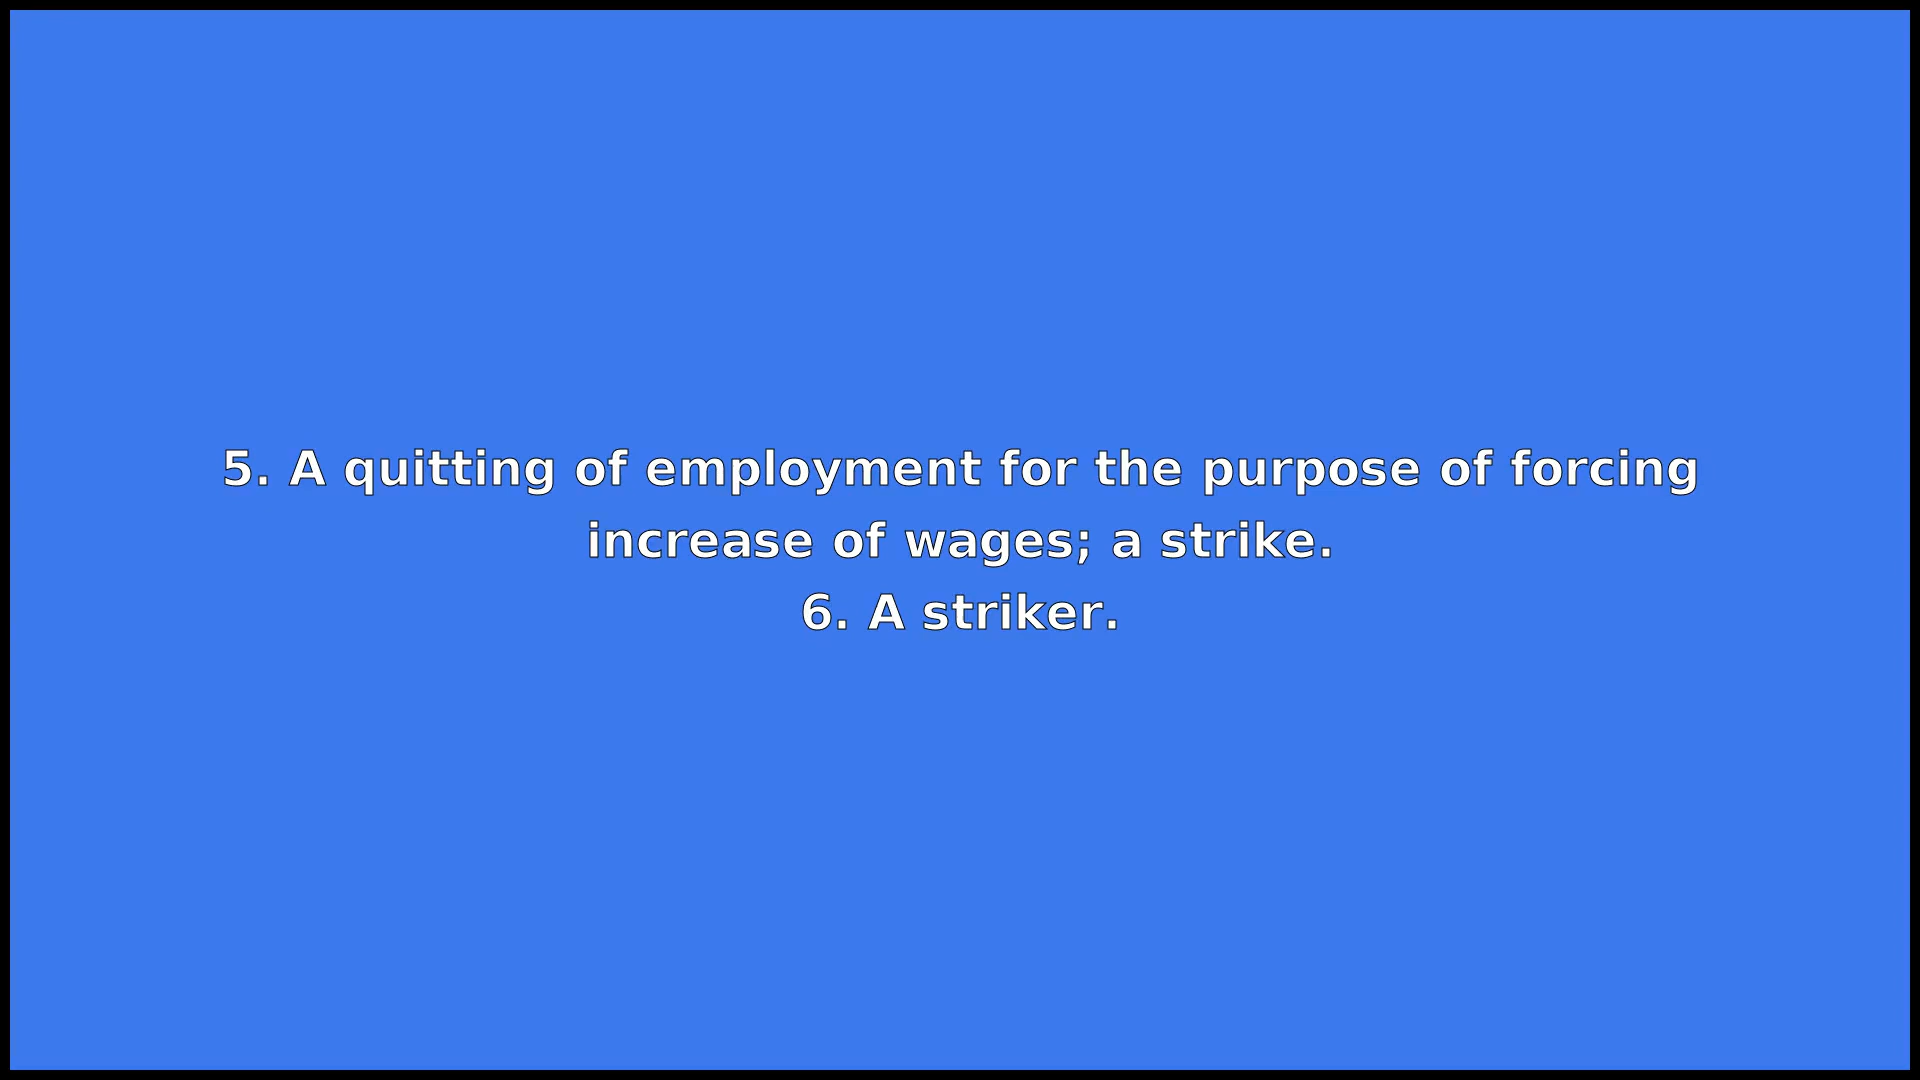 5. A quitting of employment for the purpose of forcing
increase of wages; a strike.
6. A striker.